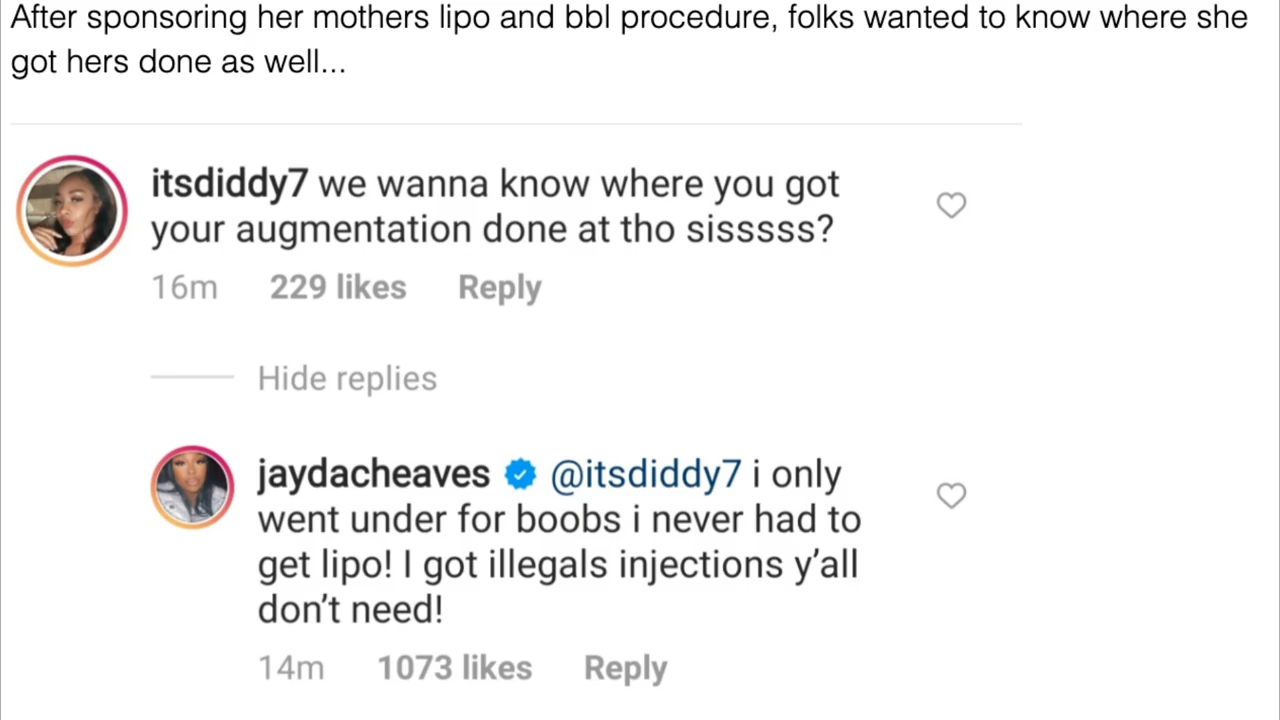 After sponsoring her mothers lipo and bbl procedure, folks wanted to know where she
got hers done as well...
itsdiddy7 we wanna know where you got
your augmentation done at tho sisssss?
16m 229 likes Reply
Hide replies
jaydacheaves @itsdiddy7 i only
went under for boobs i never had to
get lipo! I got illegals injections y’all
don’t need!
14m 1073 likes Reply